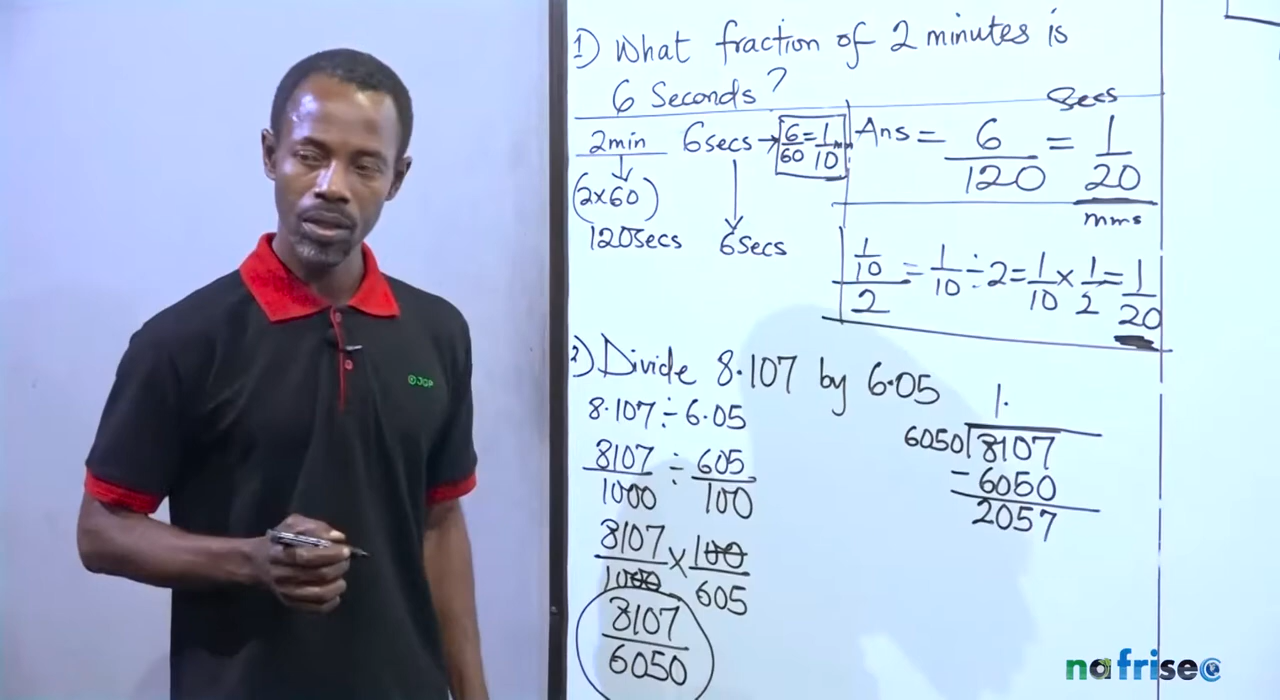 1) What fraction of 2 minutes is
6 Seconds?
2min 6secs → 6/60 = 1/10
(2x60)
120secs 6secs
Secs
Ans = 6/120 = 1/20
mms
1/10/2 = 1/10 ÷ 2 = 1/10 x 1/2 = 1/20
2) Divide 8.107 by 6.05
8.107 ÷ 6.05
8107/1000 ÷ 605/100
8107/1000 x 100/605
8107/6050
1.
6050)8107
-6050
2057
JGP
nafrisec